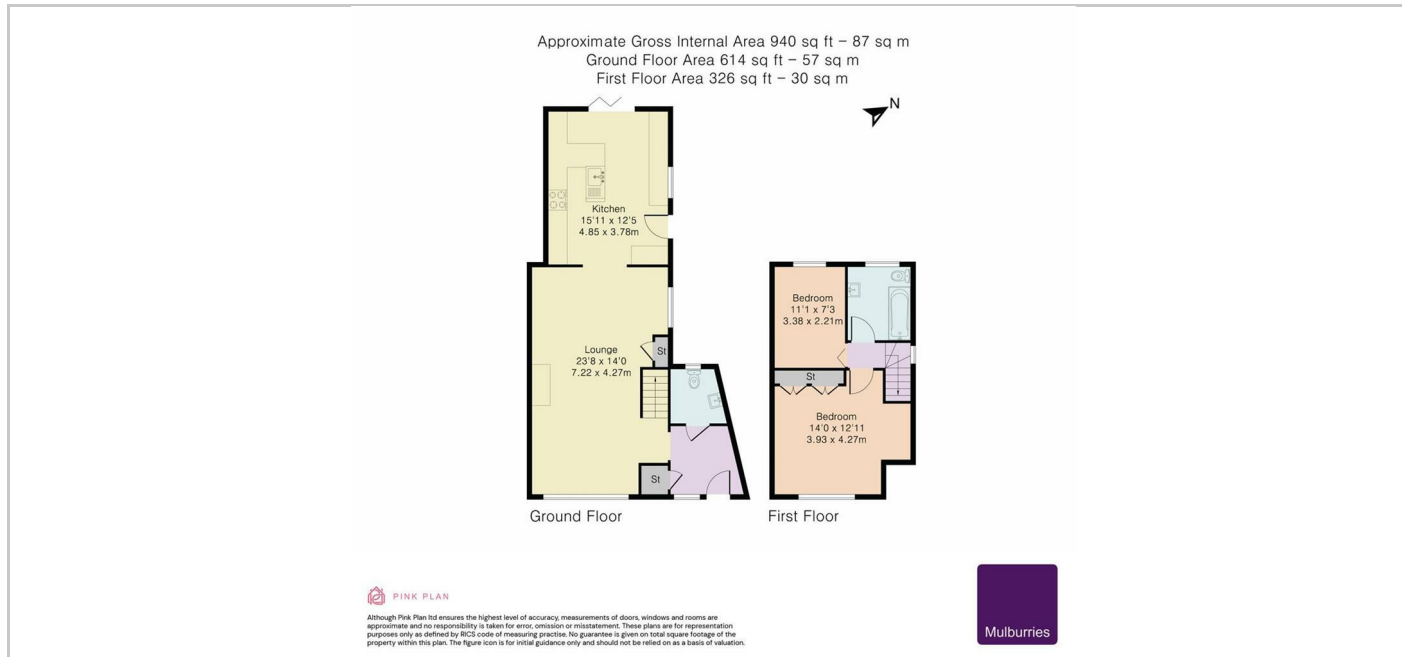 Approximate Gross Internal Area 940 sq ft – 87 sq m
Ground Floor Area 614 sq ft – 57 sq m
First Floor Area 326 sq ft – 30 sq m
N
Kitchen
15'11 x 12'5
4.85 x 3.78m
Lounge
23'8 x 14'0
7.22 x 4.27m
St
St
Ground Floor
Bedroom
11'1 x 7'3
3.38 x 2.21m
St
Bedroom
14'0 x 12'11
3.93 x 4.27m
First Floor
PINK PLAN
Although Pink Plan ltd ensures the highest level of accuracy, measurements of doors, windows and rooms are
approximate and no responsibility is taken for error, omission or misstatement. These plans are for representation
purposes only as defined by RICS code of measuring practise. No guarantee is given on total square footage of the
property within this plan. The figure icon is for initial guidance only and should not be relied on as a basis of valuation.
Mulburries